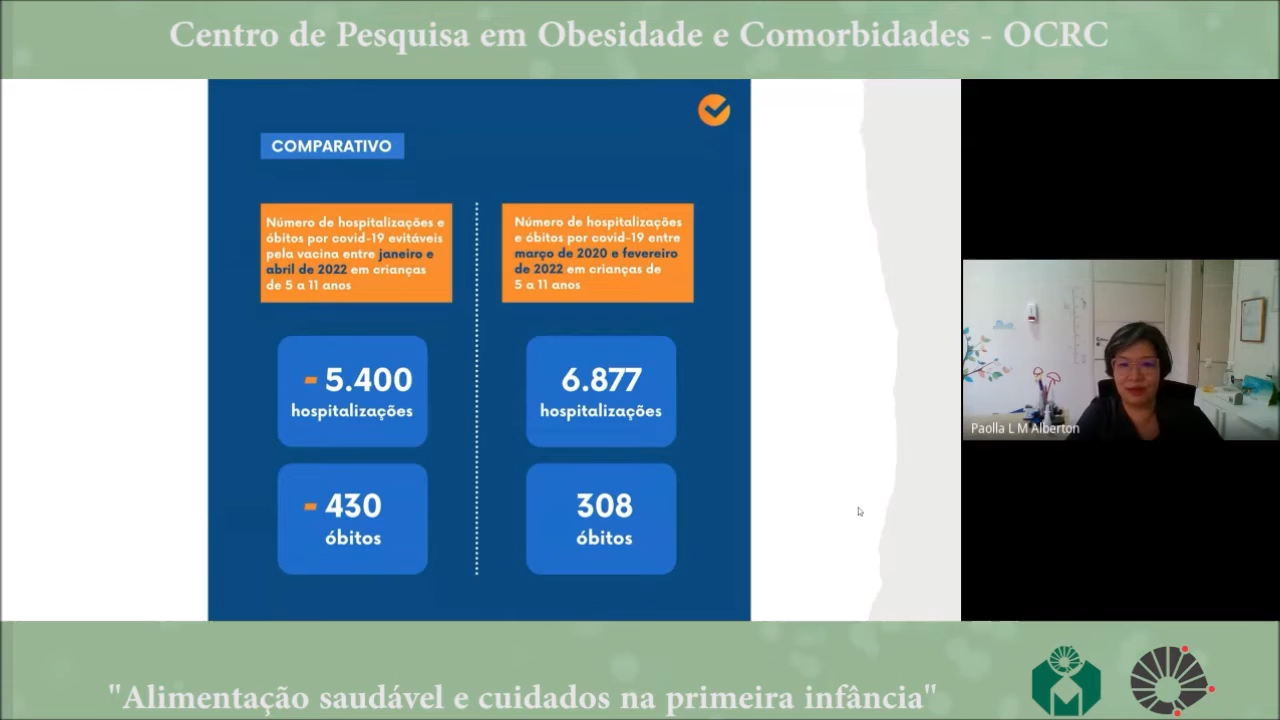 Centro de Pesquisa em Obesidade e Comorbidades - OCRC
COMPARATIVO
Número de hospitalizações e
óbitos por covid-19 evitáveis
pela vacina entre janeiro e
abril de 2022 em crianças
de 5 a 11 anos
Número de hospitalizações
e óbitos por covid-19 entre
março de 2020 e fevereiro
de 2022 em crianças de
5 a 11 anos
- 5.400
hospitalizações
6.877
hospitalizações
- 430
óbitos
308
óbitos
Paolla L M Alberton
"Alimentação saudável e cuidados na primeira infância"